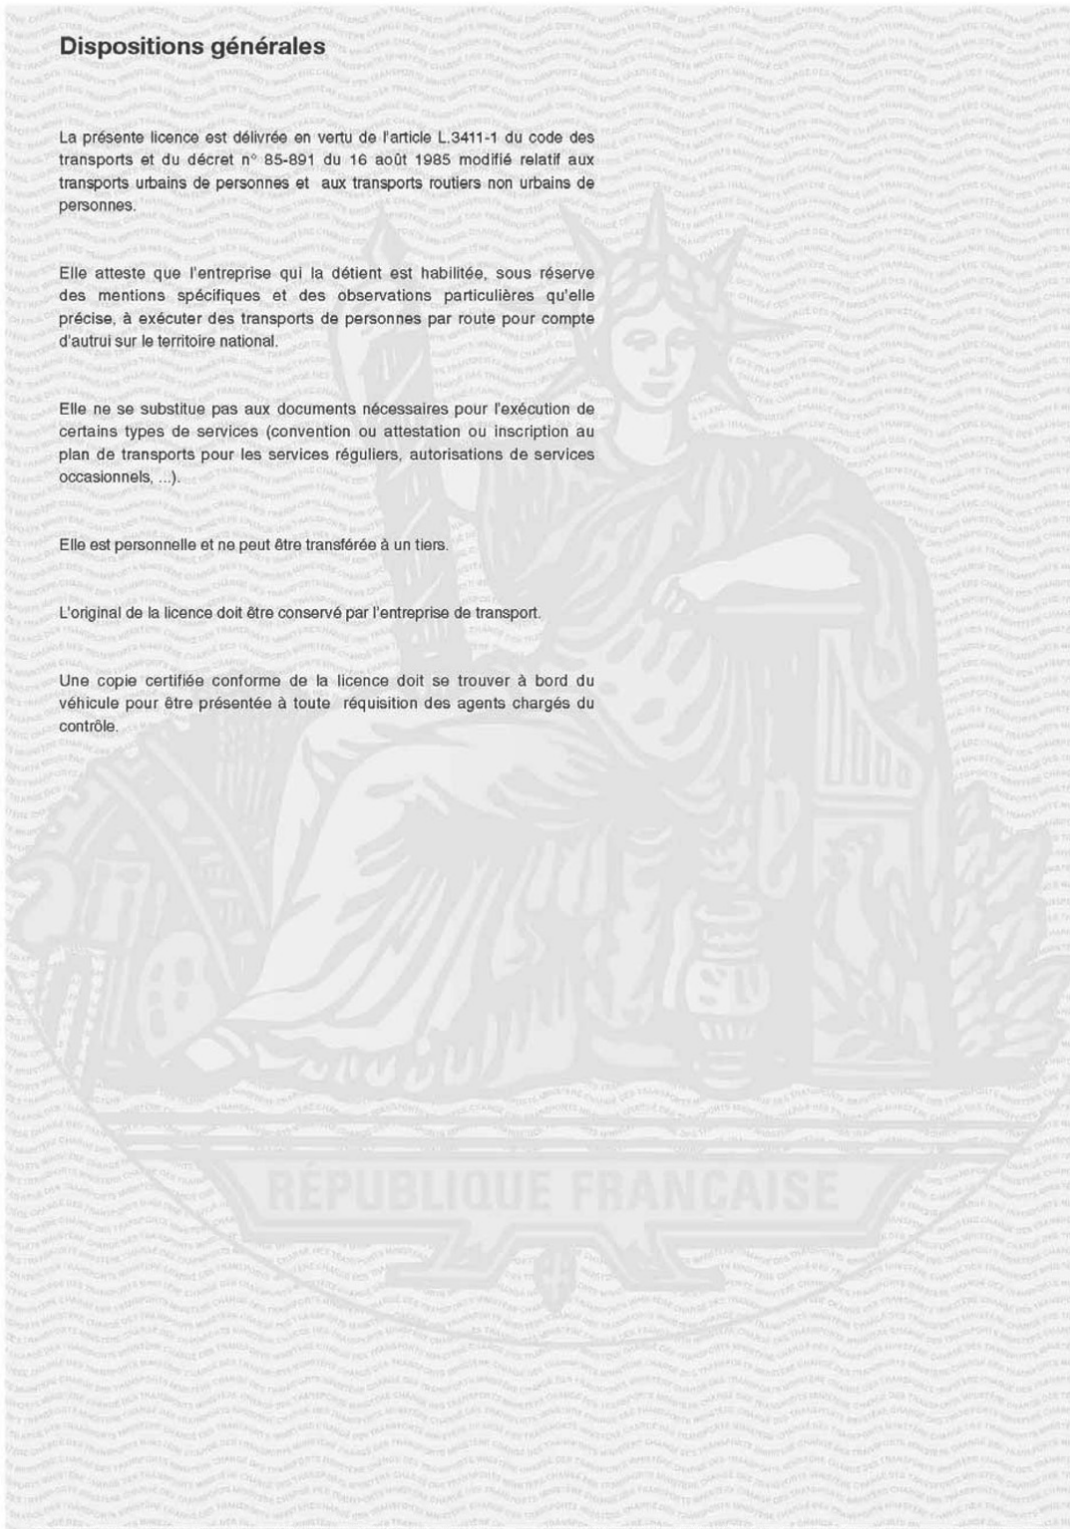 Dispositions générales
La présente licence est délivrée en vertu de l'article L.3411-1 du code des
transports et du décret n° 85-891 du 16 août 1985 modifié relatif aux
transports urbains de personnes et aux transports routiers non urbains de
personnes.
Elle atteste que l'entreprise qui la détient est habilitée, sous réserve
des mentions spécifiques et des observations particulières qu'elle
précise, à exécuter des transports de personnes par route pour compte
d'autrui sur le territoire national.
Elle ne se substitue pas aux documents nécessaires pour l'exécution de
certains types de services (convention ou attestation ou inscription au
plan de transports pour les services réguliers, autorisations de services
occasionnels, ...).
Elle est personnelle et ne peut être transférée à un tiers.
L'original de la licence doit être conservé par l'entreprise de transport.
Une copie certifiée conforme de la licence doit se trouver à bord du
véhicule pour être présentée à toute réquisition des agents chargés du
contrôle.
RÉPUBLIQUE FRANÇAISE